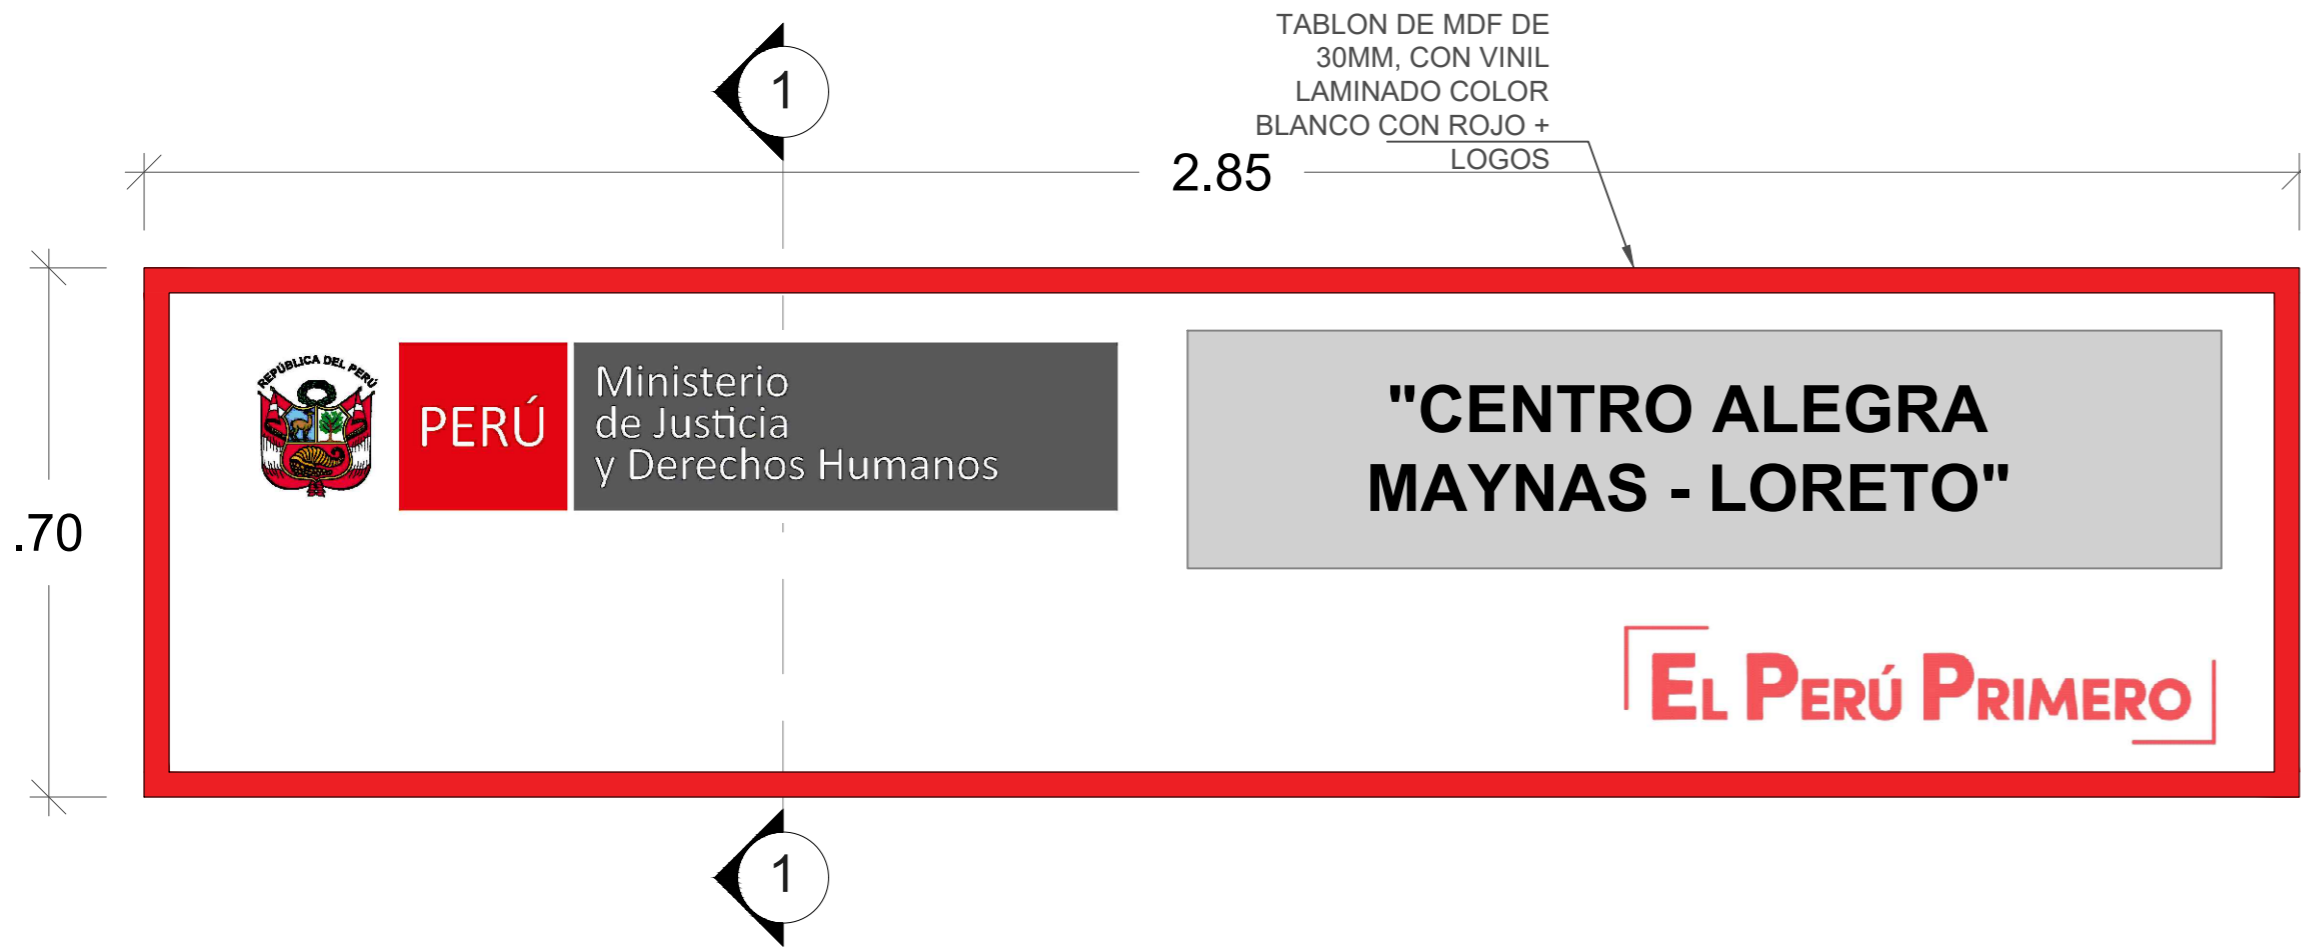 TABLON DE MDF DE
30MM, CON VINIL
LAMINADO COLOR
BLANCO CON ROJO +
LOGOS
1
2.85
.70
REPÚBLICA DEL PERÚ
PERÚ
Ministerio
de Justicia
y Derechos Humanos
"CENTRO ALEGRA
MAYNAS - LORETO"
EL PERÚ PRIMERO
1